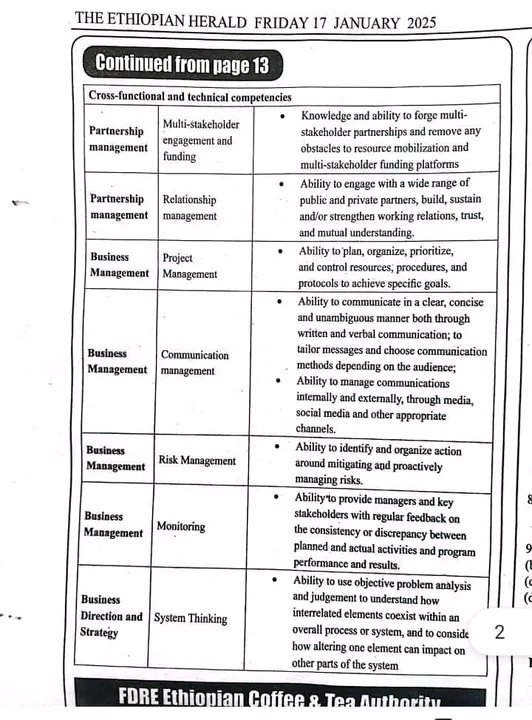 THE ETHIOPIAN HERALD FRIDAY 17 JANUARY 2025
Continued from page 13
Cross-functional and technical competencies
Partnership
management
Multi-stakeholder
engagement and
funding
• Knowledge and ability to forge multi-
stakeholder partnerships and remove any
obstacles to resource mobilization and
multi-stakeholder funding platforms
Partnership
management
Relationship
management
• Ability to engage with a wide range of
public and private partners, build, sustain
and/or strengthen working relations, trust,
and mutual understanding.
Business
Management
Project
Management
• Ability to plan, organize, prioritize,
and control resources, procedures, and
protocols to achieve specific goals.
Business
Management
Communication
management
• Ability to communicate in a clear, concise
and unambiguous manner both through
written and verbal communication; to
tailor messages and choose communication
methods depending on the audience;
• Ability to manage communications
internally and externally, through media,
social media and other appropriate
channels.
Business
Management
Risk Management
• Ability to identify and organize action
around mitigating and proactively
managing risks.
Business
Management
Monitoring
• Ability to provide managers and key
stakeholders with regular feedback on
the consistency or discrepancy between
planned and actual activities and program
performance and results.
Business
Direction and
Strategy
System Thinking
• Ability to use objective problem analysis
and judgement to understand how
interrelated elements coexist within an
overall process or system, and to conside
how altering one element can impact on
other parts of the system
2
FDRE Ethiopian Coffee & Tea Authority